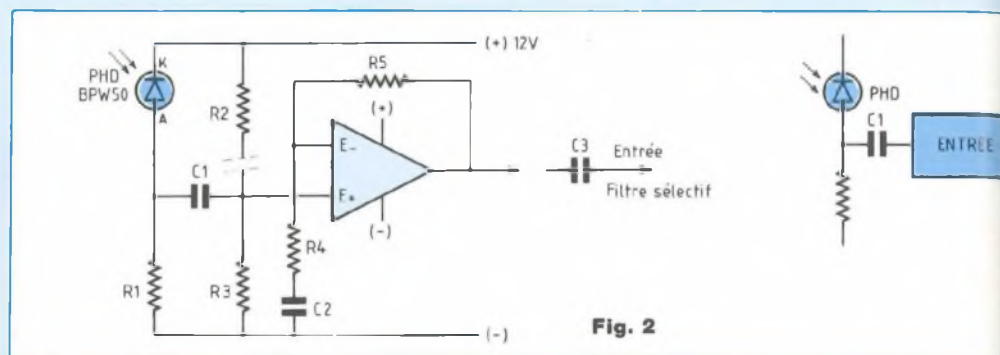 (+) 12V
K
PHD
BPW50
A
R2
R5
(+)
E-
E+
(-)
C1
C3
Entrée
Filtre sélectif
R4
R1
R3
C2
(-)
Fig. 2
PHD
C1
ENTRÉE